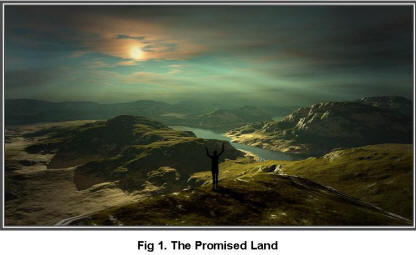 Fig 1. The Promised Land